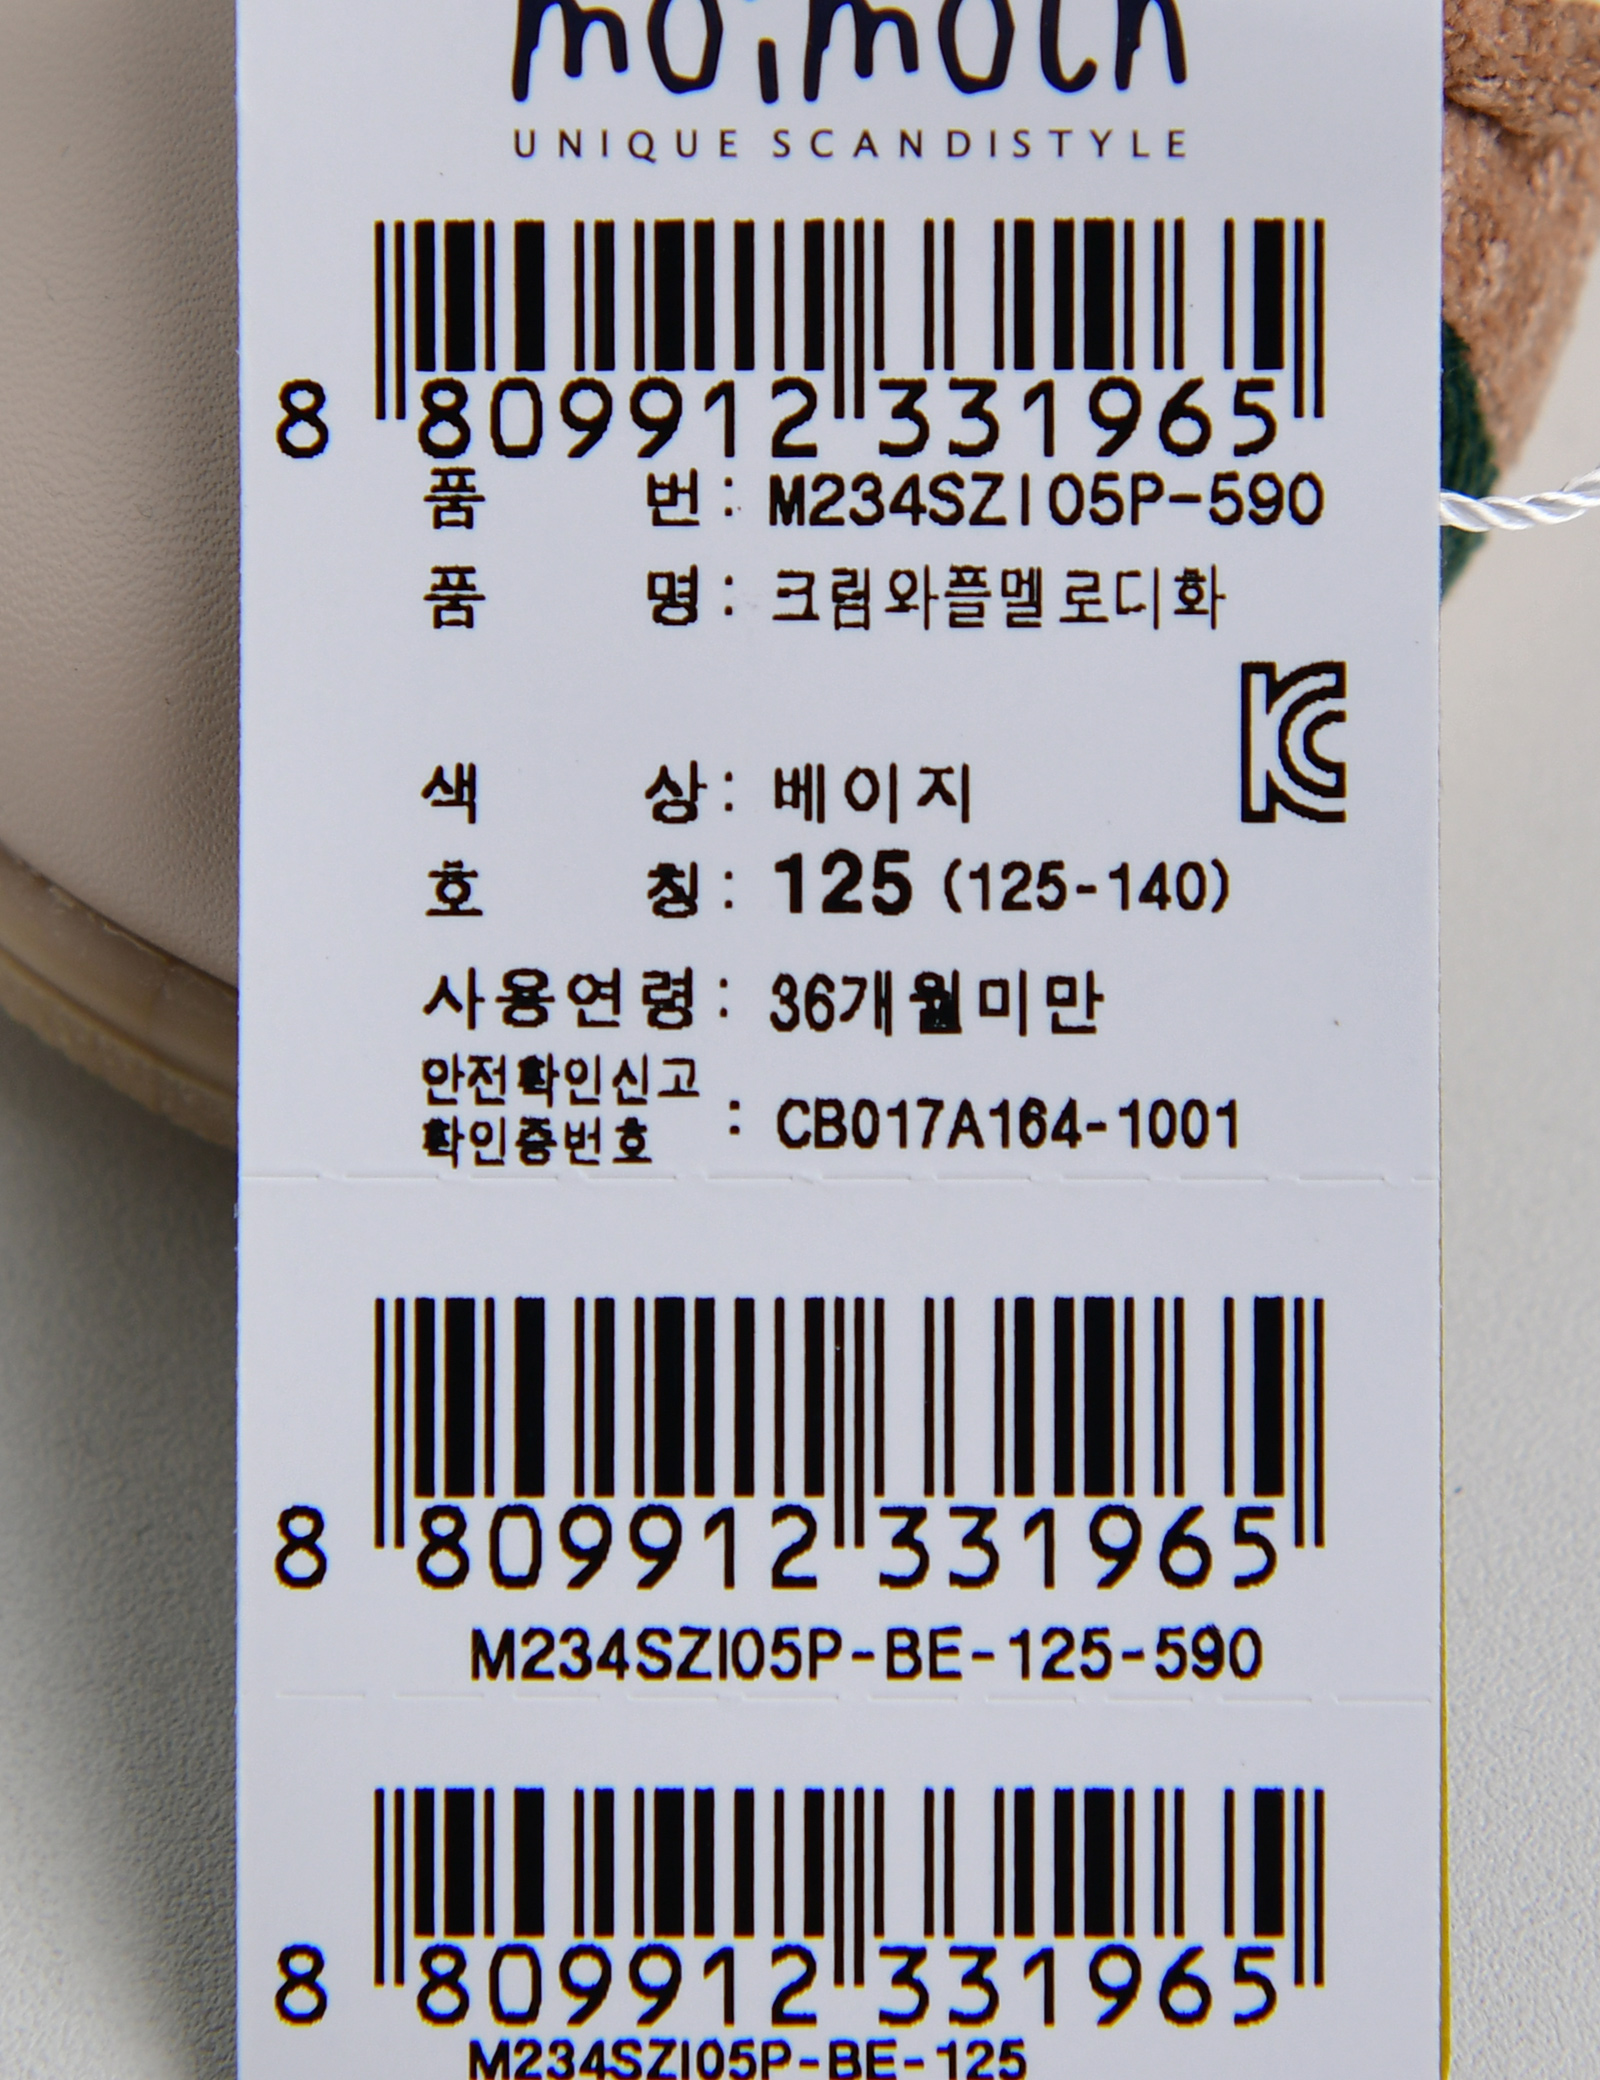 moimoln
UNIQUE SCANDISTYLE
8 809912 331965
품 번 : M234SZI05P-590
품 명 : 크림와플멜로디화
색 상 : 베이지
호 칭 : 125 (125-140)
사용연령 : 36개월미만
안전확인신고
확인증번호 : CB017A164-1001
8 809912 331965
M234SZI05P-BE-125-590
8 809912 331965
M234SZI05P-BE-125